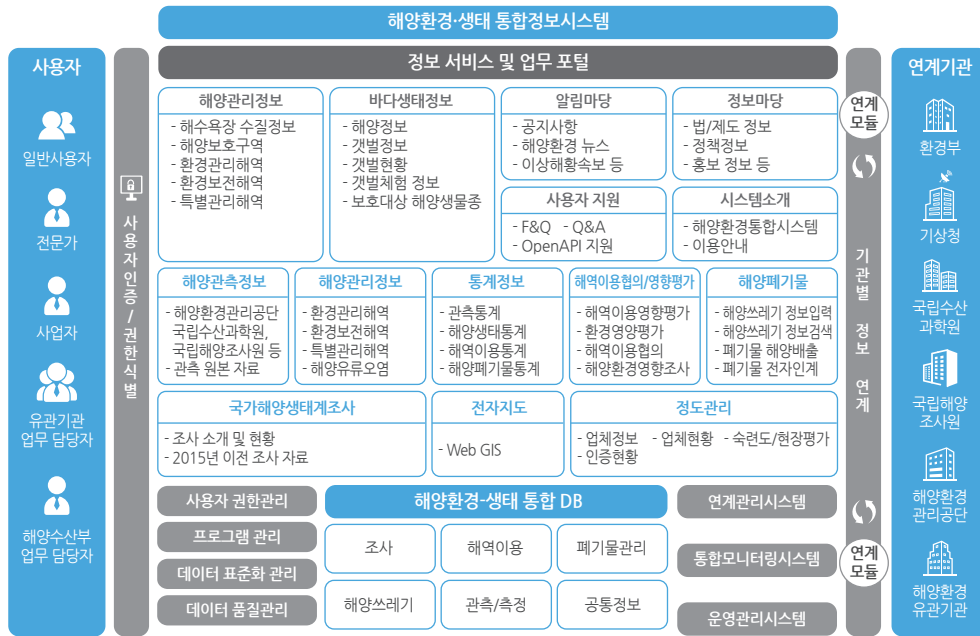 해양환경·생태 통합정보시스템
정보 서비스 및 업무 포털
사용자
일반사용자
전문가
사업자
유관기관
업무 담당자
해양수산부
업무 담당자
사용자인증/권한식별
해양관리정보
- 해수욕장 수질정보
- 해양보호구역
- 환경관리해역
- 환경보전해역
- 특별관리해역
바다생태정보
- 해양정보
- 갯벌정보
- 갯벌현황
- 갯벌체험 정보
- 보호대상 해양생물종
알림마당
- 공지사항
- 해양환경 뉴스
- 이상해황속보 등
정보마당
- 법/제도 정보
- 정책정보
- 홍보 정보 등
사용자 지원
- F&Q - Q&A
- OpenAPI 지원
시스템소개
- 해양환경통합시스템
- 이용안내
해양관측정보
- 해양환경관리공단
국립수산과학원,
국립해양조사원 등
- 관측 원본 자료
해양관리정보
- 환경관리해역
- 환경보전해역
- 특별관리해역
- 해양유류오염
통계정보
- 관측통계
- 해양생태통계
- 해역이용통계
- 해양폐기물통계
해역이용협의/영향평가
- 해역이용영향평가
- 환경영양평가
- 해역이용협의
- 해양환경영향조사
해양폐기물
- 해양쓰레기 정보입력
- 해양쓰레기 정보검색
- 폐기물 해양배출
- 폐기물 전자인계
국가해양생태계조사
- 조사 소개 및 현황
- 2015년 이전 조사 자료
전자지도
- Web GIS
정도관리
- 업체정보 - 업체현황 - 숙련도/현장평가
- 인증현황
사용자 권한관리
프로그램 관리
데이터 표준화 관리
데이터 품질관리
해양환경-생태 통합 DB
조사
해역이용
폐기물관리
해양쓰레기
관측/측정
공통정보
연계관리시스템
통합모니터링시스템
운영관리시스템
연계
모듈
기관별 정보 연계
연계
모듈
연계기관
환경부
기상청
국립수산
과학원
국립해양
조사원
해양환경
관리공단
해양환경
유관기관